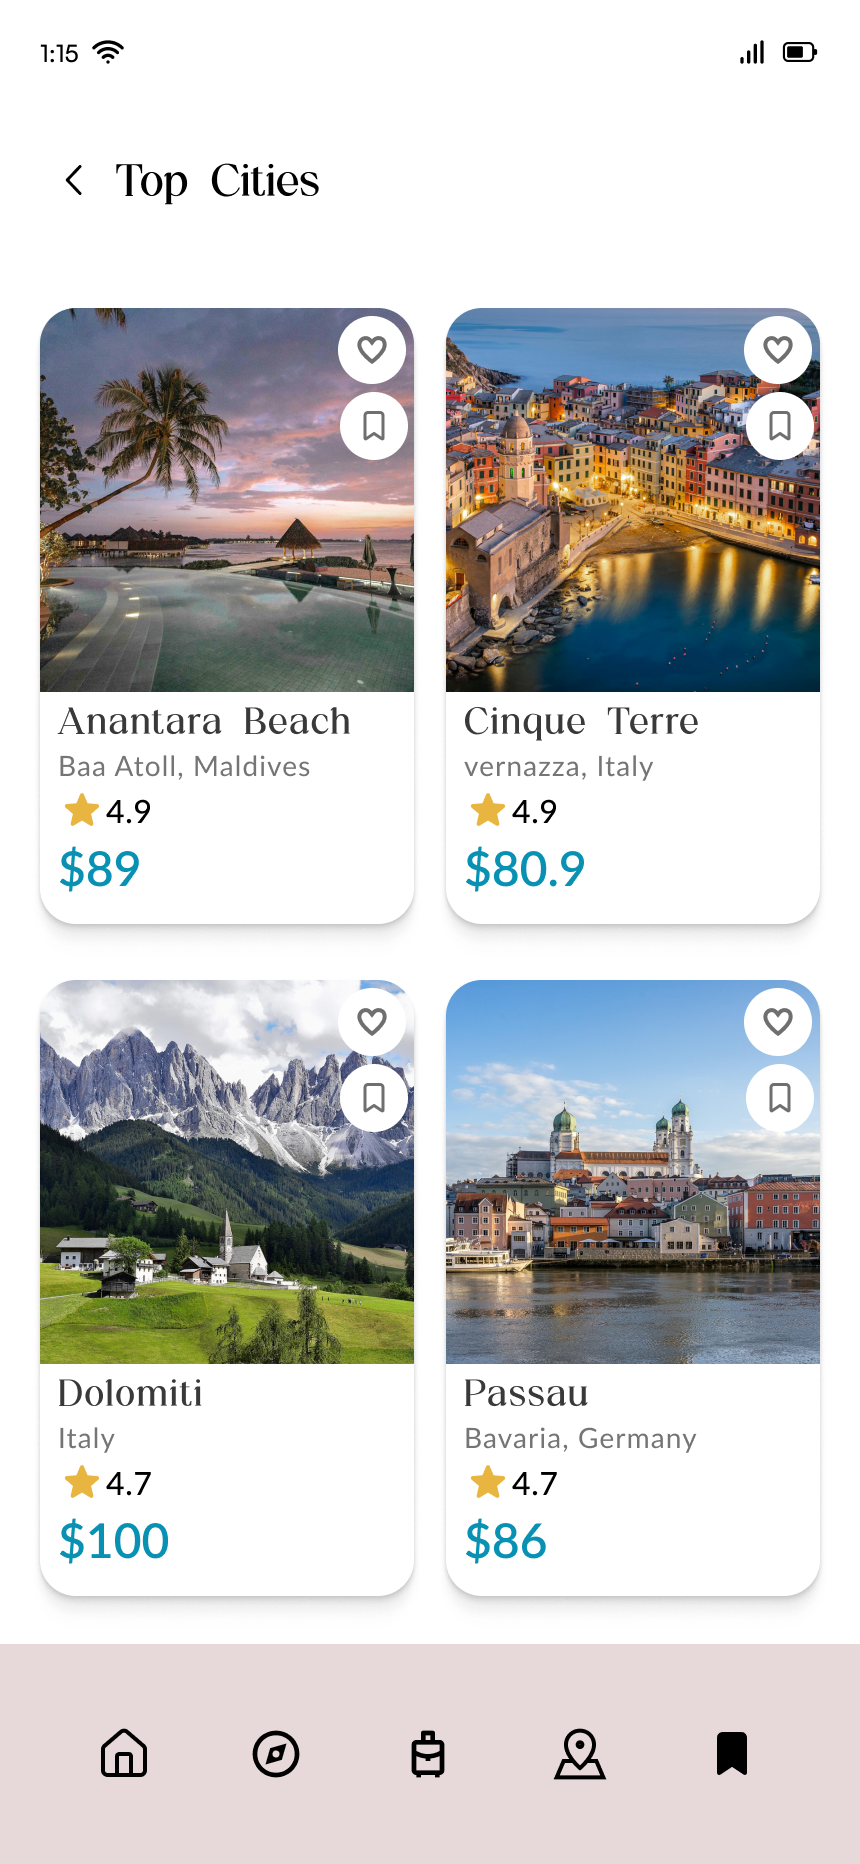 1:15
Top Cities
Anantara Beach
Baa Atoll, Maldives
4.9
$89
Cinque Terre
vernazza, Italy
4.9
$80.9
Dolomiti
Italy
4.7
$100
Passau
Bavaria, Germany
4.7
$86